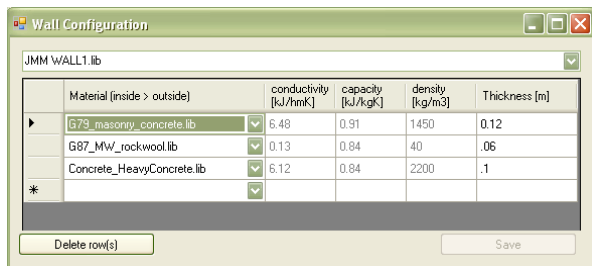 Wall Configuration
JMM WALL1.lib
Material (inside > outside) conductivity [kJ/hmK] capacity [kJ/kgK] density [kg/m3] Thickness [m]
G79_masonry_concrete.lib 6.48 0.91 1450 0.12
G87_MW_rockwool.lib 0.13 0.84 40 .06
Concrete_HeavyConcrete.lib 6.12 0.84 2200 .1
*
Delete row(s) Save